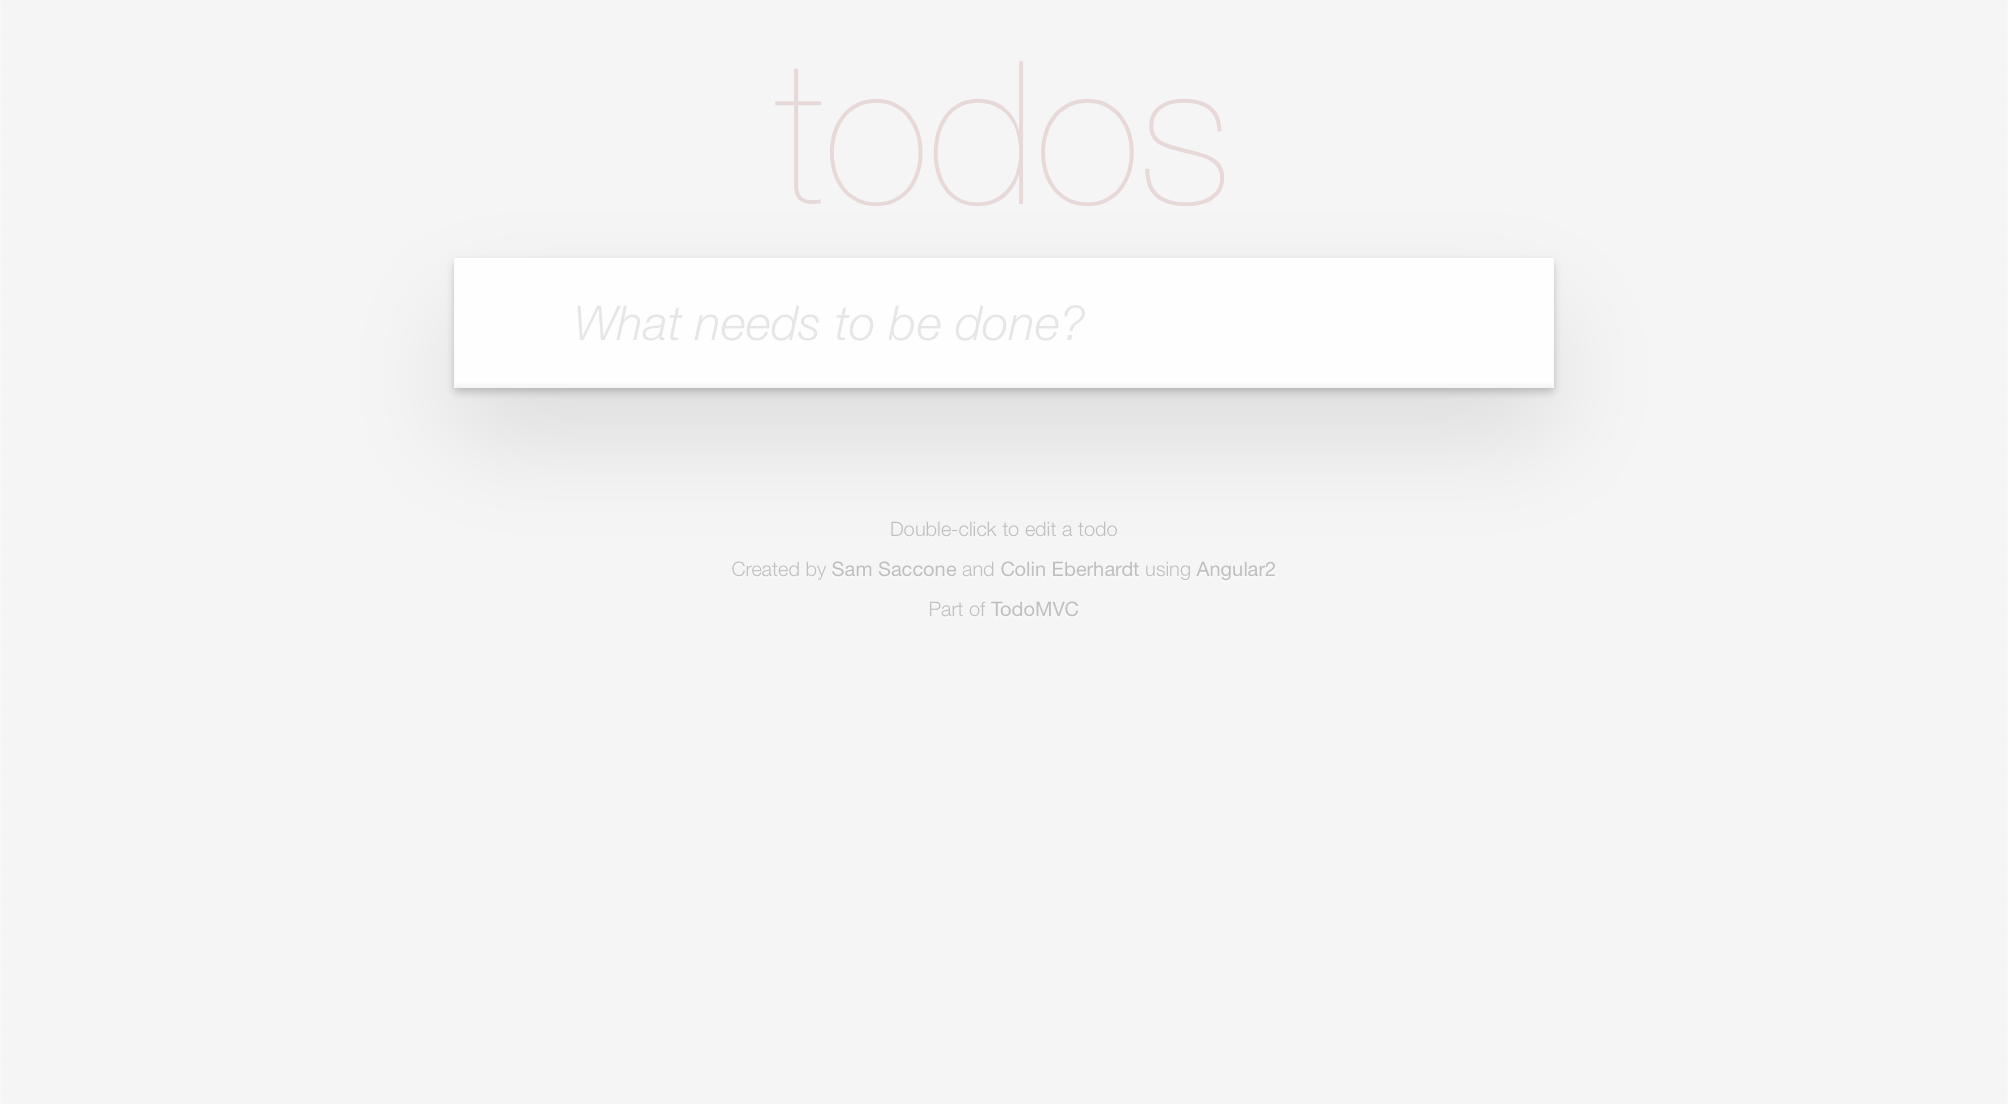 todos
What needs to be done?
Double-click to edit a todo
Created by Sam Saccone and Colin Eberhardt using Angular2
Part of TodoMVC